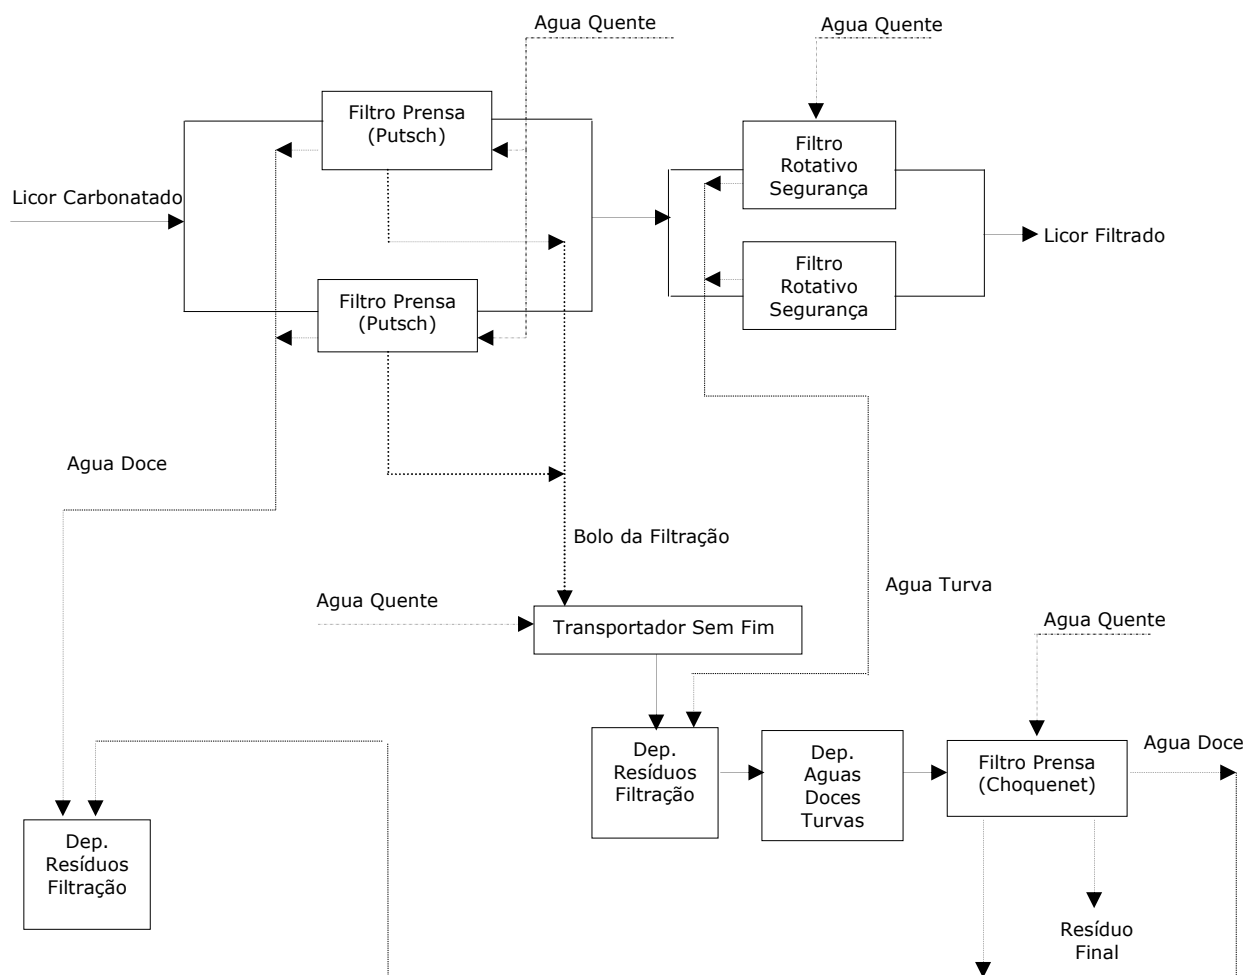 Agua Quente
Agua Quente
Filtro Prensa
(Putsch)
Filtro
Rotativo
Segurança
Licor Carbonatado
Licor Filtrado
Filtro
Rotativo
Segurança
Filtro Prensa
(Putsch)
Agua Doce
Bolo da Filtração
Agua Turva
Agua Quente
Transportador Sem Fim
Agua Quente
Dep.
Resíduos
Filtração
Dep.
Aguas
Doces
Turvas
Filtro Prensa
(Choquenet)
Agua Doce
Dep.
Resíduos
Filtração
Resíduo
Final